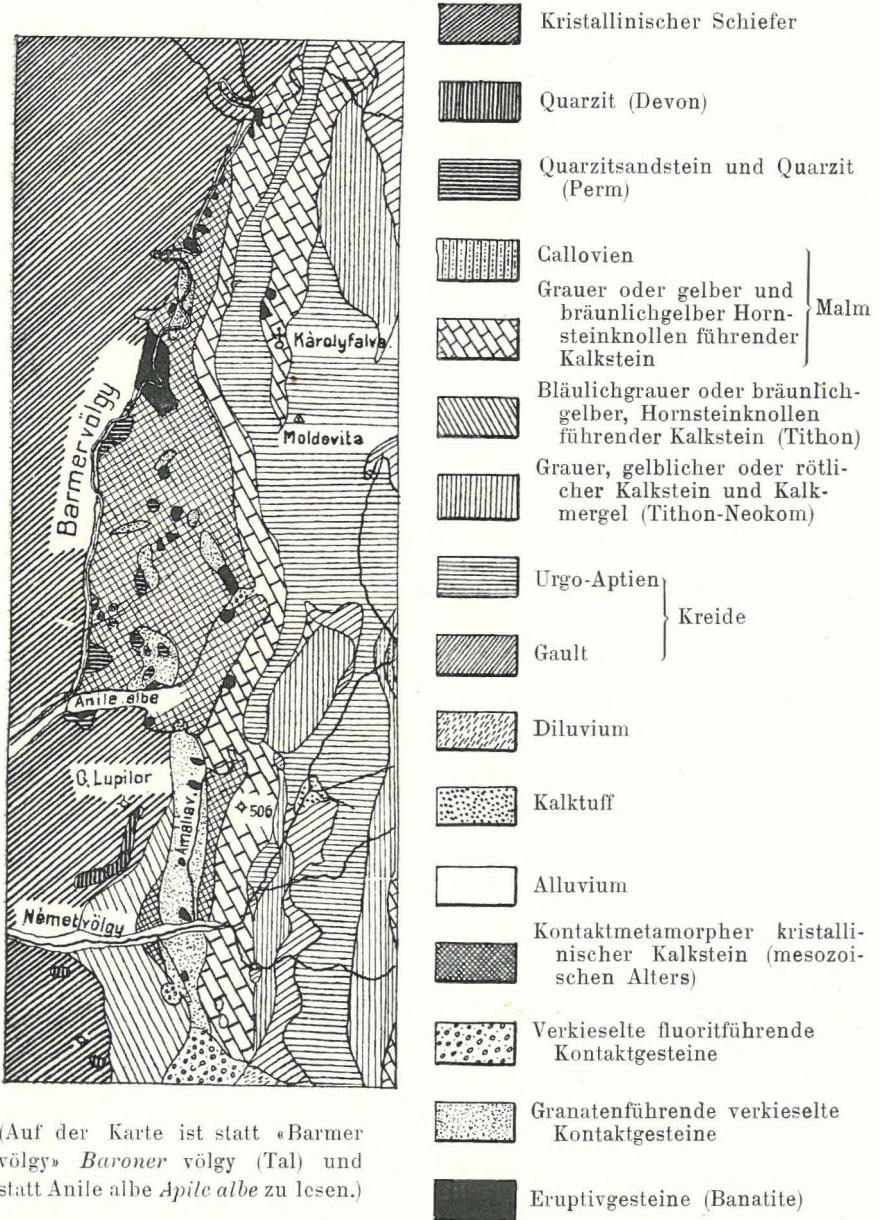 Kristallinischer Schiefer
Quarzit (Devon)
Quarzitsandstein und Quarzit
(Perm)
Callovien
Grauer oder gelber und
bräunlichgelber Horn-
steinknollen führender
Kalkstein
Malm
Bläulichgrauer oder bräunlich-
gelber, Hornsteinknollen
führender Kalkstein (Tithon)
Grauer, gelblicher oder rötli-
cher Kalkstein und Kalk-
mergel (Tithon-Neokom)
Urgo-Aptien
Kreide
Gault
Diluvium
Kalktuff
Alluvium
Kontaktmetamorpher kristalli-
nischer Kalkstein (mesozoi-
schen Alters)
Verkieselte fluoritführende
Kontaktgesteine
Granatenführende verkieselte
Kontaktgesteine
Eruptivgesteine (Banatite)
Károlyfalva
Moldovita
Barmervölgy
Anile albe
G. Lupilor
Amáliav.
506
Németvölgy
(Auf der Karte ist statt «Barmer
völgy» Baroner völgy (Tal) und
statt Anile albe Apile albe zu lesen.)